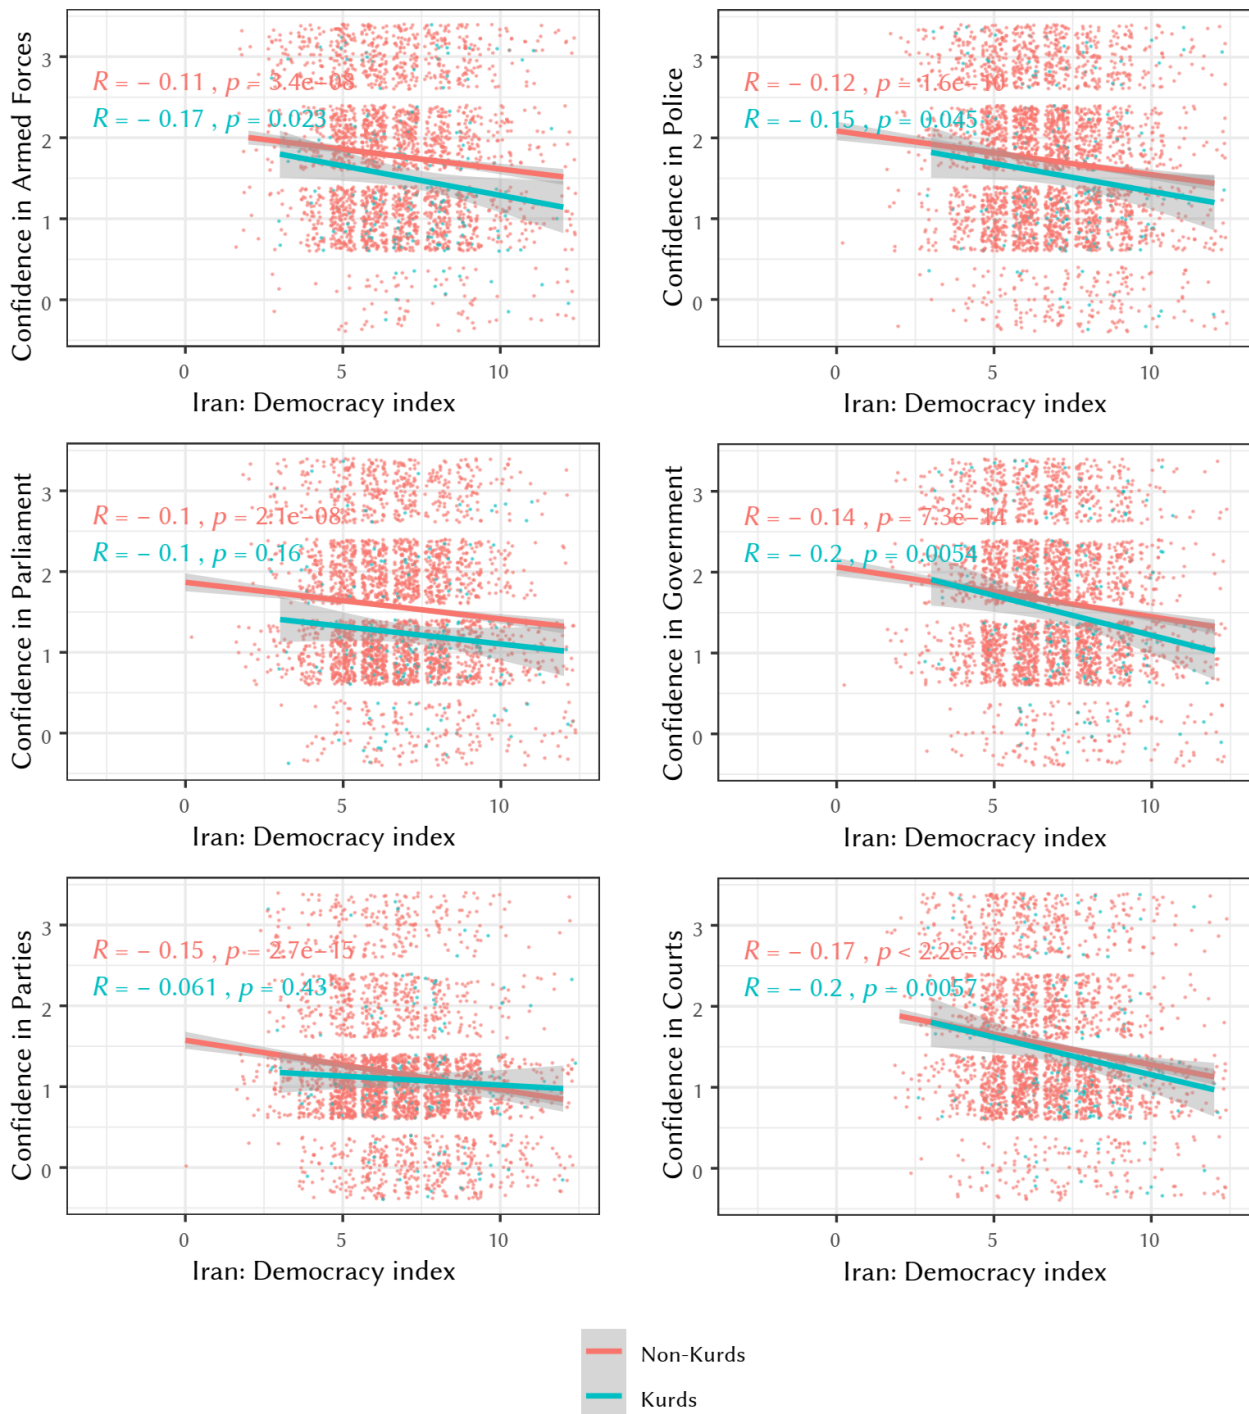 Confidence in Armed Forces
3
2
1
0
R = − 0.11 , p = 3.4e−08
R = − 0.17 , p = 0.023
0 5 10
Iran: Democracy index
Confidence in Police
3
2
1
0
R = − 0.12 , p = 1.6e−10
R = − 0.15 , p = 0.045
0 5 10
Iran: Democracy index
Confidence in Parliament
3
2
1
0
R = − 0.1 , p = 2.1e−08
R = − 0.1 , p = 0.16
0 5 10
Iran: Democracy index
Confidence in Government
3
2
1
0
R = − 0.14 , p = 7.3e−14
R = − 0.2 , p = 0.0054
0 5 10
Iran: Democracy index
Confidence in Parties
3
2
1
0
R = − 0.15 , p = 2.7e−15
R = − 0.061 , p = 0.43
0 5 10
Iran: Democracy index
Confidence in Courts
3
2
1
0
R = − 0.17 , p < 2.2e−16
R = − 0.2 , p = 0.0057
0 5 10
Iran: Democracy index
Non-Kurds
Kurds